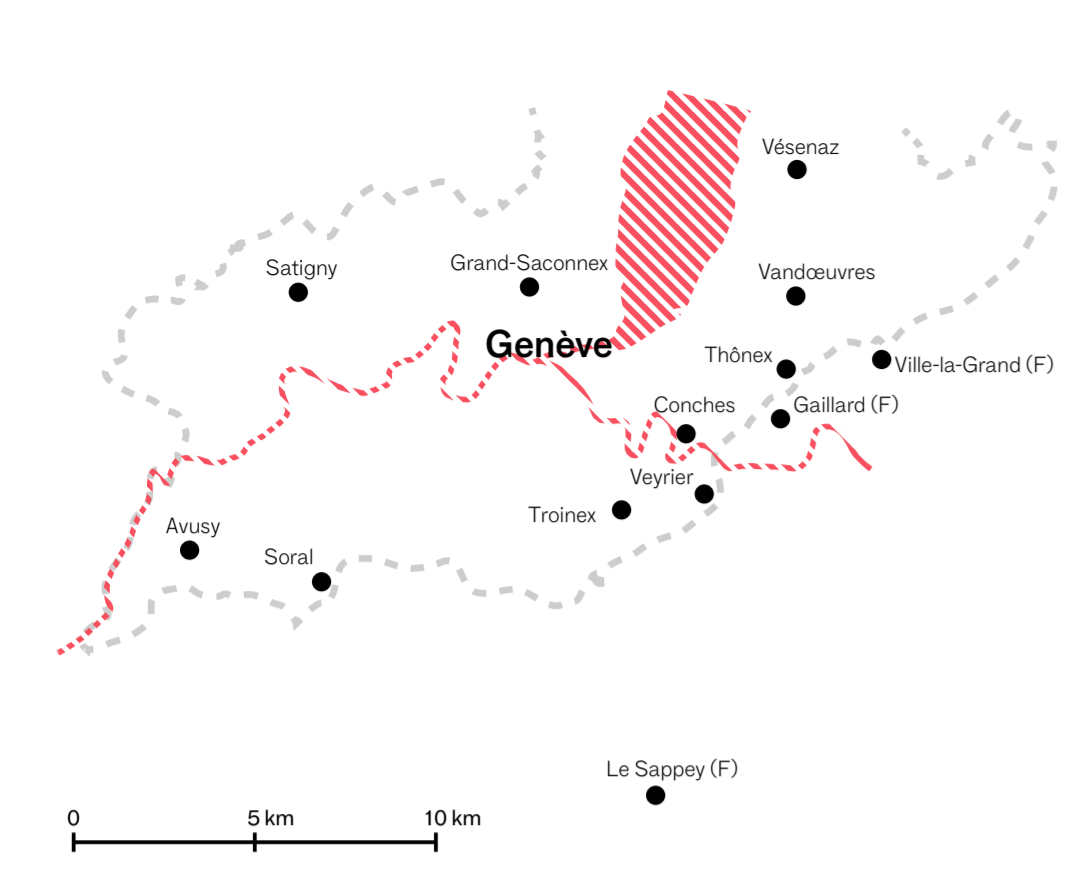 Vésenaz
Satigny
Grand-Saconnex
Vandœuvres
Genève
Thônex
Ville-la-Grand (F)
Conches
Gaillard (F)
Veyrier
Troinex
Avusy
Soral
Le Sappey (F)
0
5 km
10 km